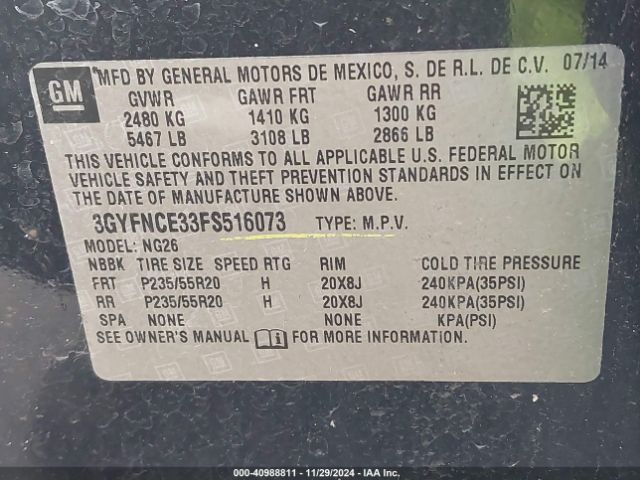 GM
MFD BY GENERAL MOTORS DE MEXICO, S. DE R.L. DE C.V. 07/14
GVWR GAWR FRT GAWR RR
2480 KG 1410 KG 1300 KG
5467 LB 3108 LB 2866 LB
THIS VEHICLE CONFORMS TO ALL APPLICABLE U.S. FEDERAL MOTOR
VEHICLE SAFETY AND THEFT PREVENTION STANDARDS IN EFFECT ON
THE DATE OF MANUFACTURE SHOWN ABOVE.
3GYFNCE33FS516073 TYPE: M.P.V.
MODEL: NG26
NBBK TIRE SIZE SPEED RTG RIM COLD TIRE PRESSURE
FRT P235/55R20 H 20X8J 240KPA(35PSI)
RR P235/55R20 H 20X8J 240KPA(35PSI)
SPA NONE NONE KPA(PSI)
SEE OWNER'S MANUAL FOR MORE INFORMATION.
000-40988811 - 11/29/2024 - IAA Inc.